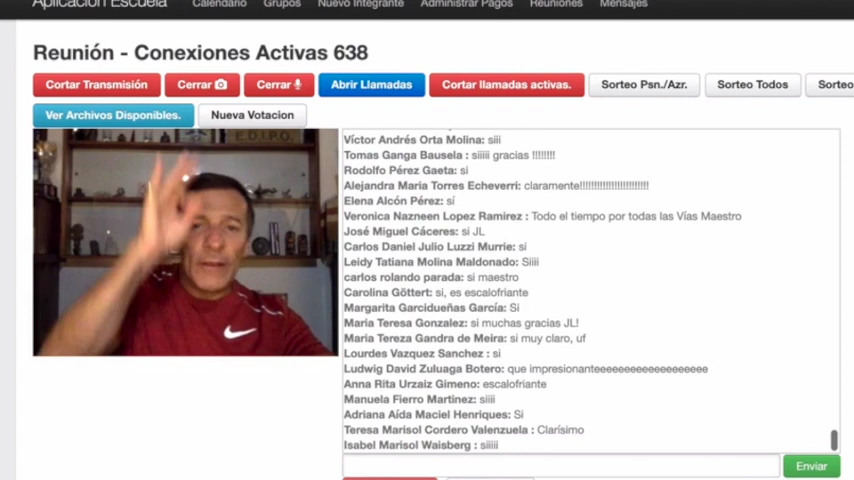 Aplicación Escuela Calendario Grupos Nuevo Integrante Administrar Pagos Reuniones Mensajes
Reunión - Conexiones Activas 638
Cortar Transmisión Cerrar Cerrar Abrir Llamadas Cortar llamadas activas. Sorteo Psn./Azr. Sorteo Todos Sorteo
Ver Archivos Disponibles. Nueva Votacion
E.D.I.P.O.
Víctor Andrés Orta Molina: siii
Tomas Ganga Bausela : siiiii gracias !!!!!!!!
Rodolfo Pérez Gaeta: si
Alejandra Maria Torres Echeverri: claramente!!!!!!!!!!!!!!!!!!!!!!!!!
Elena Alcón Pérez: sí
Veronica Nazneen Lopez Ramirez : Todo el tiempo por todas las Vías Maestro
José Miguel Cáceres: si JL
Carlos Daniel Julio Luzzi Murrie: si
Leidy Tatiana Molina Maldonado: Siiii
carlos rolando parada: si maestro
Carolina Göttert: si, es escalofriante
Margarita Garcidueñas García: Si
Maria Teresa Gonzalez: si muchas gracias JL!
Maria Tereza Gandra de Meira: si muy claro, uf
Lourdes Vazquez Sanchez : si
Ludwig David Zuluaga Botero: que impresionanteeeeeeeeeeeeeeeeeee
Anna Rita Urzaiz Gimeno: escalofriante
Manuela Fierro Martinez: siiii
Adriana Aída Maciel Henriques: Si
Teresa Marisol Cordero Valenzuela : Clarísimo
Isabel Marisol Waisberg : siiiii
Enviar